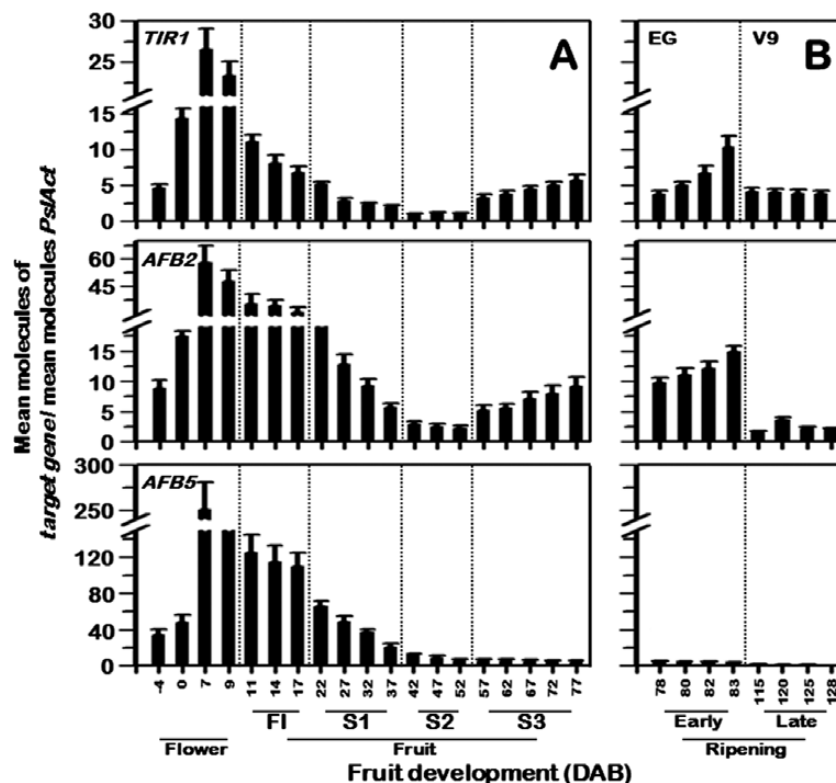 Mean molecules of
target gene/ mean molecules PslAct
30
25
15
10
5
0
TIR1
A
EG
V9
B
60
45
15
10
5
0
AFB2
300
250
120
80
40
0
AFB5
-4 0 7 9 11 14 17 22 27 32 37 42 47 52 57 62 67 72 77 78 80 82 83 115 120 125 128
FI S1 S2 S3 Early Late
Flower Fruit Ripening
Fruit development (DAB)